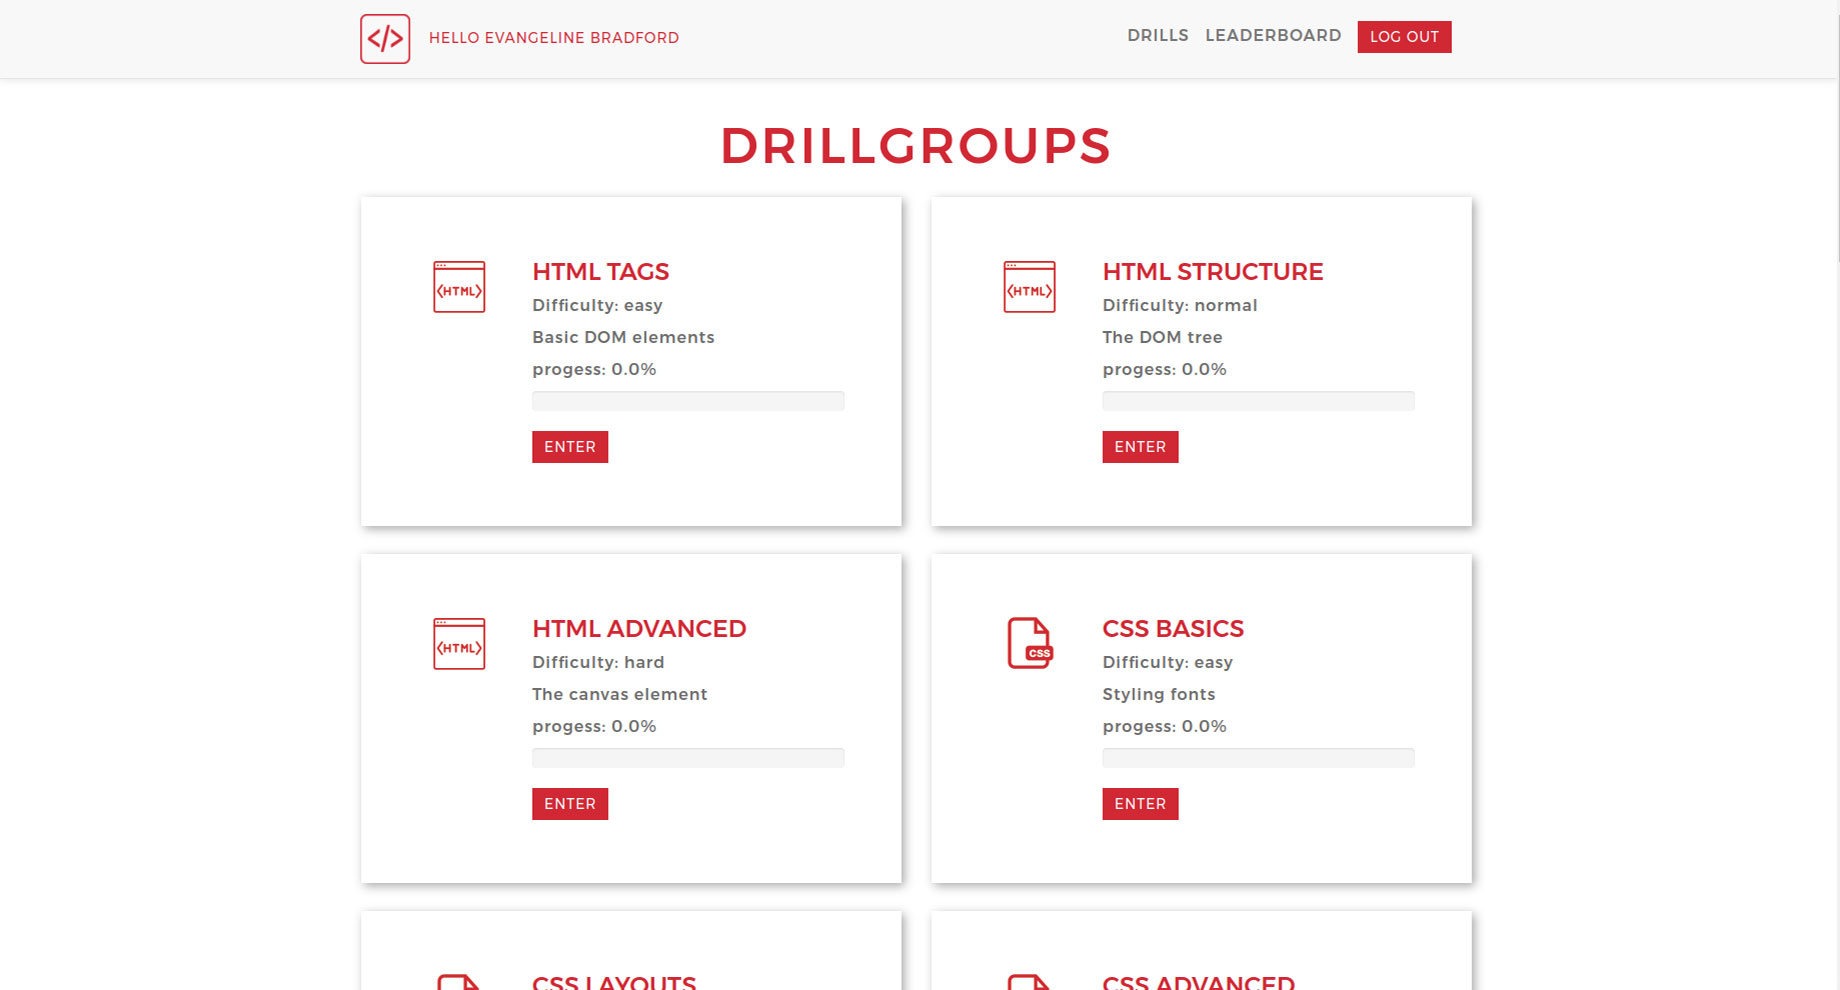 </> HELLO EVANGELINE BRADFORD DRILLS LEADERBOARD LOG OUT
DRILLGROUPS
<HTML>
HTML TAGS
Difficulty: easy
Basic DOM elements
progess: 0.0%
ENTER
<HTML>
HTML STRUCTURE
Difficulty: normal
The DOM tree
progess: 0.0%
ENTER
<HTML>
HTML ADVANCED
Difficulty: hard
The canvas element
progess: 0.0%
ENTER
CSS
CSS BASICS
Difficulty: easy
Styling fonts
progess: 0.0%
ENTER
CSS LAYOUTS
CSS ADVANCED